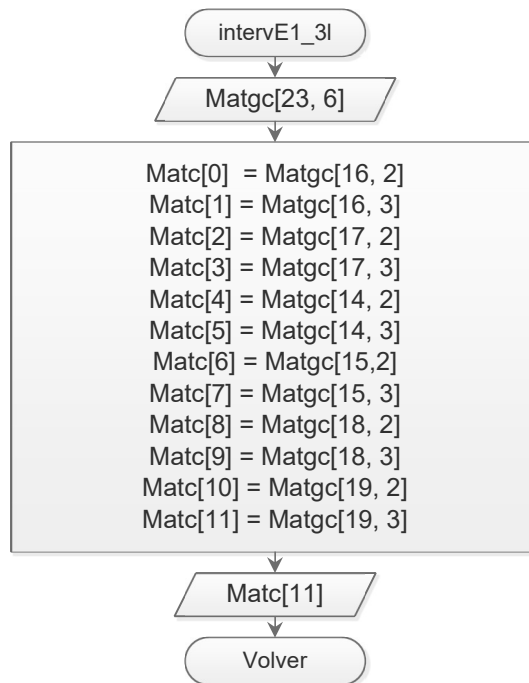 intervE1_3l
Matgc[23, 6]
Matc[0] = Matgc[16, 2]
Matc[1] = Matgc[16, 3]
Matc[2] = Matgc[17, 2]
Matc[3] = Matgc[17, 3]
Matc[4] = Matgc[14, 2]
Matc[5] = Matgc[14, 3]
Matc[6] = Matgc[15,2]
Matc[7] = Matgc[15, 3]
Matc[8] = Matgc[18, 2]
Matc[9] = Matgc[18, 3]
Matc[10] = Matgc[19, 2]
Matc[11] = Matgc[19, 3]
Matc[11]
Volver